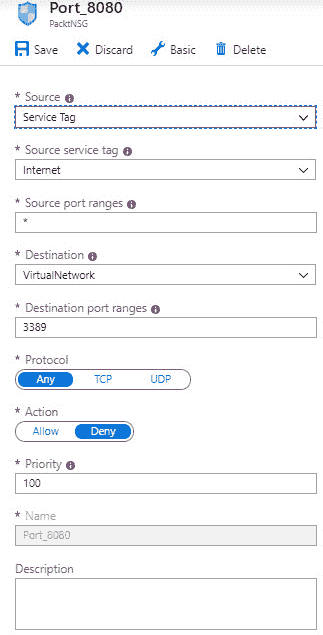 Port_8080
PacktNSG
Save Discard Basic Delete
* Source
Service Tag
* Source service tag
Internet
* Source port ranges
*
* Destination
VirtualNetwork
* Destination port ranges
3389
* Protocol
Any TCP UDP
* Action
Allow Deny
* Priority
100
* Name
Port_8080
Description